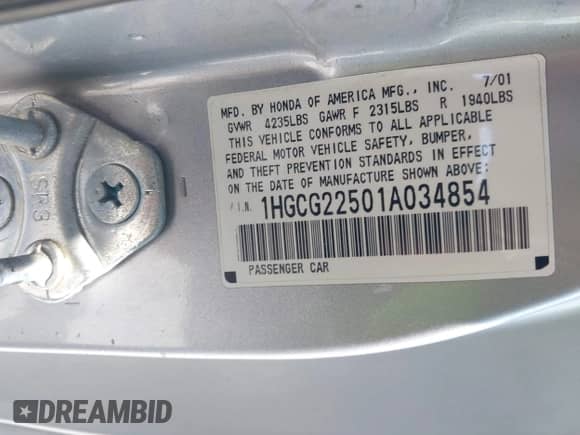 MFD. BY HONDA OF AMERICA MFG., INC. 7/01
GVWR 4235LBS GAWR F 2315LBS R 1940LBS
THIS VEHICLE CONFORMS TO ALL APPLICABLE
FEDERAL MOTOR VEHICLE SAFETY, BUMPER,
AND THEFT PREVENTION STANDARDS IN EFFECT
ON THE DATE OF MANUFACTURE SHOWN ABOVE.
V.I.N. 1HGCG22501A034854
PASSENGER CAR
DREAMBID